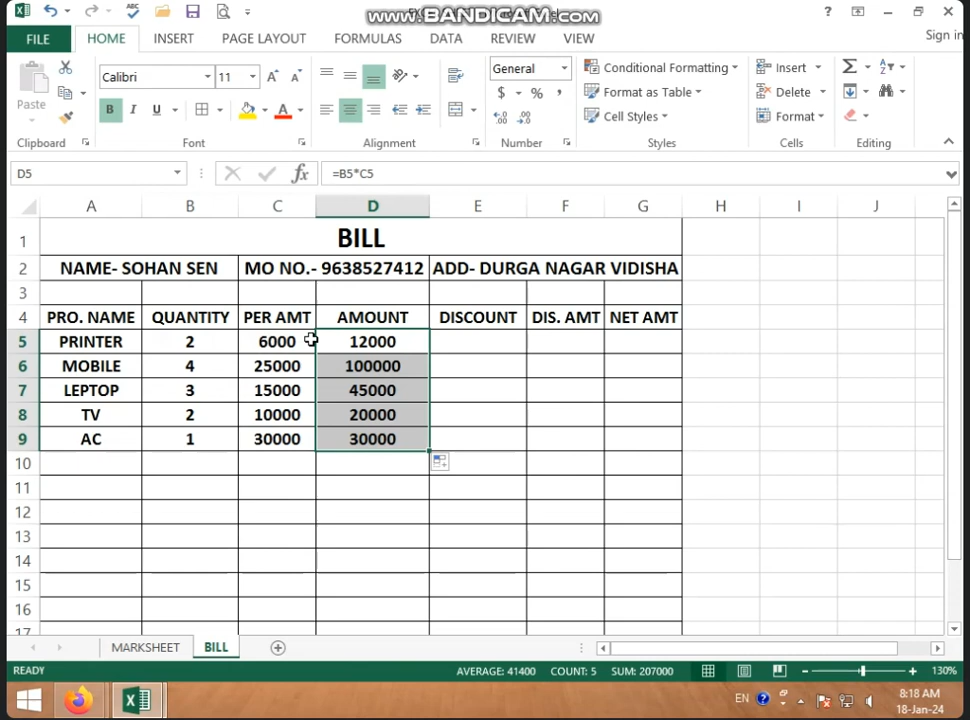 WWW.BANDICAM.COM
Sign in
FILE HOME INSERT PAGE LAYOUT FORMULAS DATA REVIEW VIEW
Paste
Calibri 11
General
Conditional Formatting
Format as Table
Cell Styles
Insert
Delete
Format
Clipboard Font Alignment Number Styles Cells Editing
D5 =B5*C5
A B C D E F G H I J
1 BILL
2 NAME- SOHAN SEN MO NO.- 9638527412 ADD- DURGA NAGAR VIDISHA
3
4 PRO. NAME QUANTITY PER AMT AMOUNT DISCOUNT DIS. AMT NET AMT
5 PRINTER 2 6000 12000
6 MOBILE 4 25000 100000
7 LEPTOP 3 15000 45000
8 TV 2 10000 20000
9 AC 1 30000 30000
10
11
12
13
14
15
16
17
MARKSHEET BILL
READY AVERAGE: 41400 COUNT: 5 SUM: 207000 130%
EN 8:18 AM
18-Jan-24